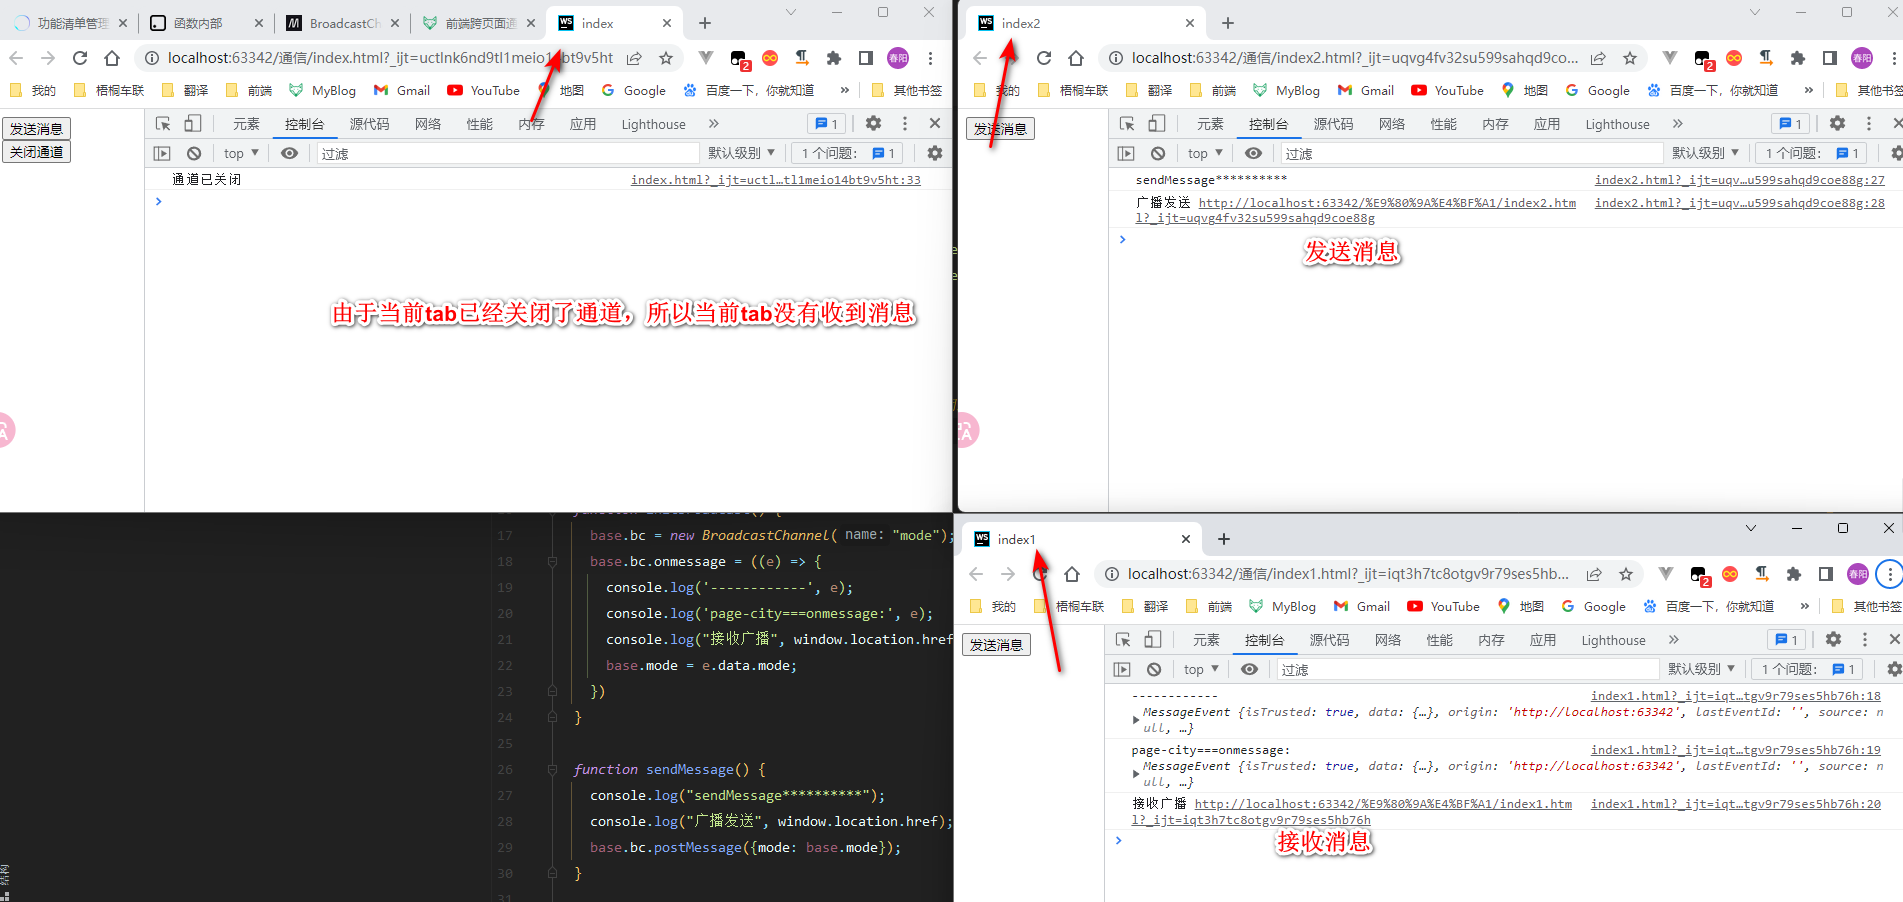 功能清单管理
函数内部
BroadcastCh
前端跨页面通
index
localhost:63342/通信/index.html?_ijt=uctlnk6nd9tl1meio14bt9v5ht
2
春阳
我的
梧桐车联
翻译
前端
MyBlog
Gmail
YouTube
地图
Google
百度一下，你就知道
»
其他书签
发送消息
关闭通道
元素
控制台
源代码
网络
性能
内存
应用
Lighthouse
»
1
top
过滤
默认级别
1 个问题：
1
通道已关闭
index.html?_ijt=uctl…tl1meio14bt9v5ht:33
由于当前tab已经关闭了通道，所以当前tab没有收到消息
index2
localhost:63342/通信/index2.html?_ijt=uqvg4fv32su599sahqd9co...
2
春阳
我的
梧桐车联
翻译
前端
MyBlog
Gmail
YouTube
地图
Google
百度一下，你就知道
»
其他书签
发送消息
元素
控制台
源代码
网络
性能
内存
应用
Lighthouse
»
1
top
过滤
默认级别
1 个问题：
1
sendMessage**********
index2.html?_ijt=uqv…u599sahqd9coe88g:27
广播发送 http://localhost:63342/%E9%80%9A%E4%BF%A1/index2.htm
l?_ijt=uqvg4fv32su599sahqd9coe88g
index2.html?_ijt=uqv…u599sahqd9coe88g:28
发送消息
17 base.bc = new BroadcastChannel( name: "mode");
18 base.bc.onmessage = ((e) => {
19 console.log('------------', e);
20 console.log('page-city===onmessage:', e);
21 console.log("接收广播", window.location.href
22 base.mode = e.data.mode;
23 })
24 }
25
26 function sendMessage() {
27 console.log("sendMessage**********");
28 console.log("广播发送", window.location.href);
29 base.bc.postMessage({mode: base.mode});
30 }
31
结构
index1
localhost:63342/通信/index1.html?_ijt=iqt3h7tc8otgv9r79ses5hb...
2
春阳
我的
梧桐车联
翻译
前端
MyBlog
Gmail
YouTube
地图
Google
百度一下，你就知道
»
其他书签
发送消息
元素
控制台
源代码
网络
性能
内存
应用
Lighthouse
»
1
top
过滤
默认级别
1 个问题：
1
------------
index1.html?_ijt=iqt…tgv9r79ses5hb76h:18
MessageEvent {isTrusted: true, data: {…}, origin: 'http://localhost:63342', lastEventId: '', source: n
ull, …}
page-city===onmessage:
index1.html?_ijt=iqt…tgv9r79ses5hb76h:19
MessageEvent {isTrusted: true, data: {…}, origin: 'http://localhost:63342', lastEventId: '', source: n
ull, …}
接收广播 http://localhost:63342/%E9%80%9A%E4%BF%A1/index1.htm
l?_ijt=iqt3h7tc8otgv9r79ses5hb76h
index1.html?_ijt=iqt…tgv9r79ses5hb76h:20
接收消息